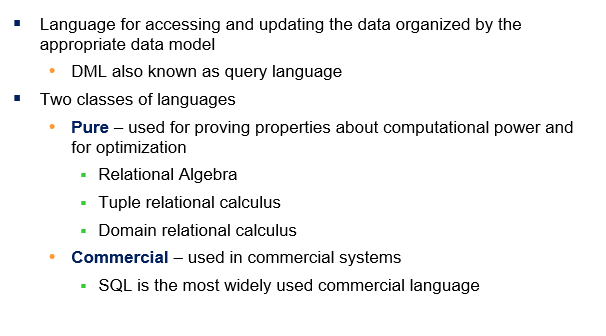 Language for accessing and updating the data organized by the
appropriate data model
DML also known as query language
Two classes of languages
Pure – used for proving properties about computational power and
for optimization
Relational Algebra
Tuple relational calculus
Domain relational calculus
Commercial – used in commercial systems
SQL is the most widely used commercial language